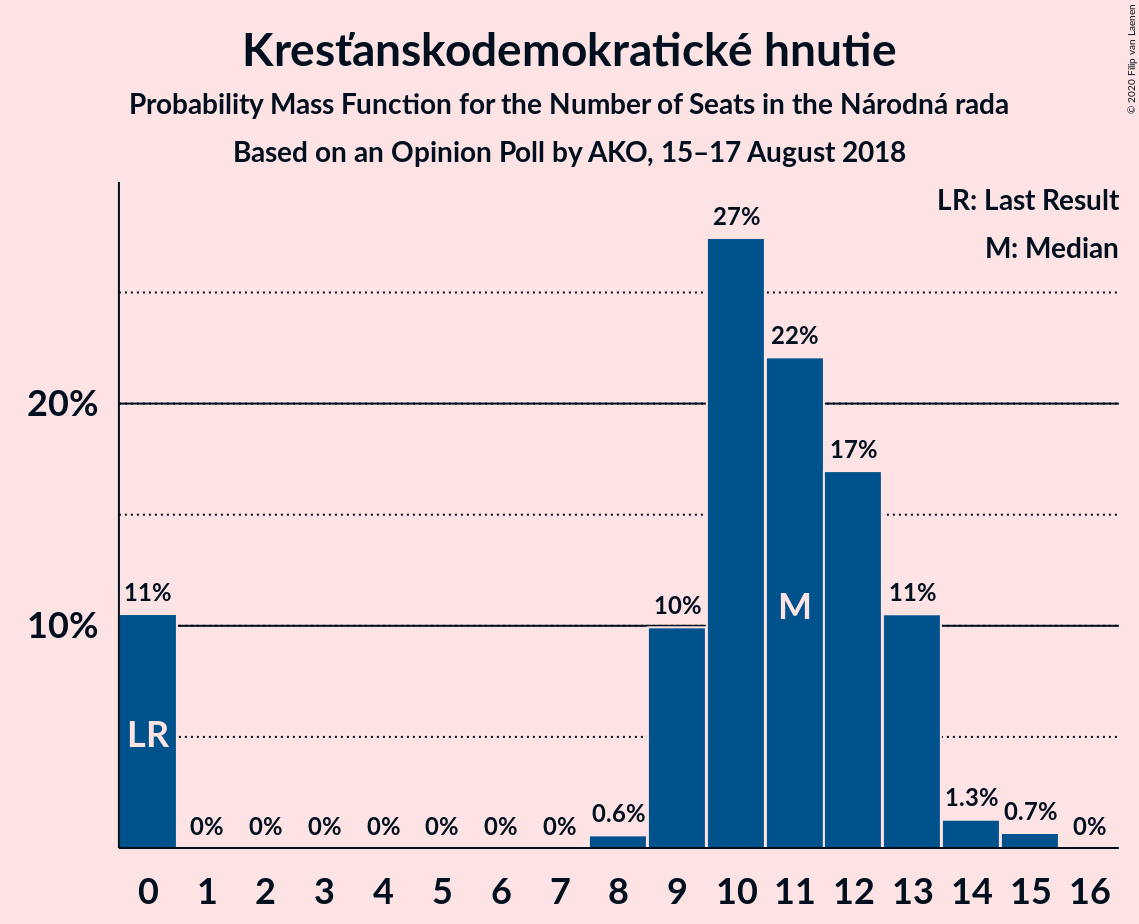 Kresťanskodemokratické hnutie
Probability Mass Function for the Number of Seats in the Národná rada
Based on an Opinion Poll by AKO, 15–17 August 2018
© 2020 Filip van Laenen
LR: Last Result
M: Median
27%
22%
20%
17%
11%
10%
11%
10%
M
LR
0%
0%
0%
0%
0%
0%
0%
0.6%
1.3%
0.7%
0%
0 1 2 3 4 5 6 7 8 9 10 11 12 13 14 15 16